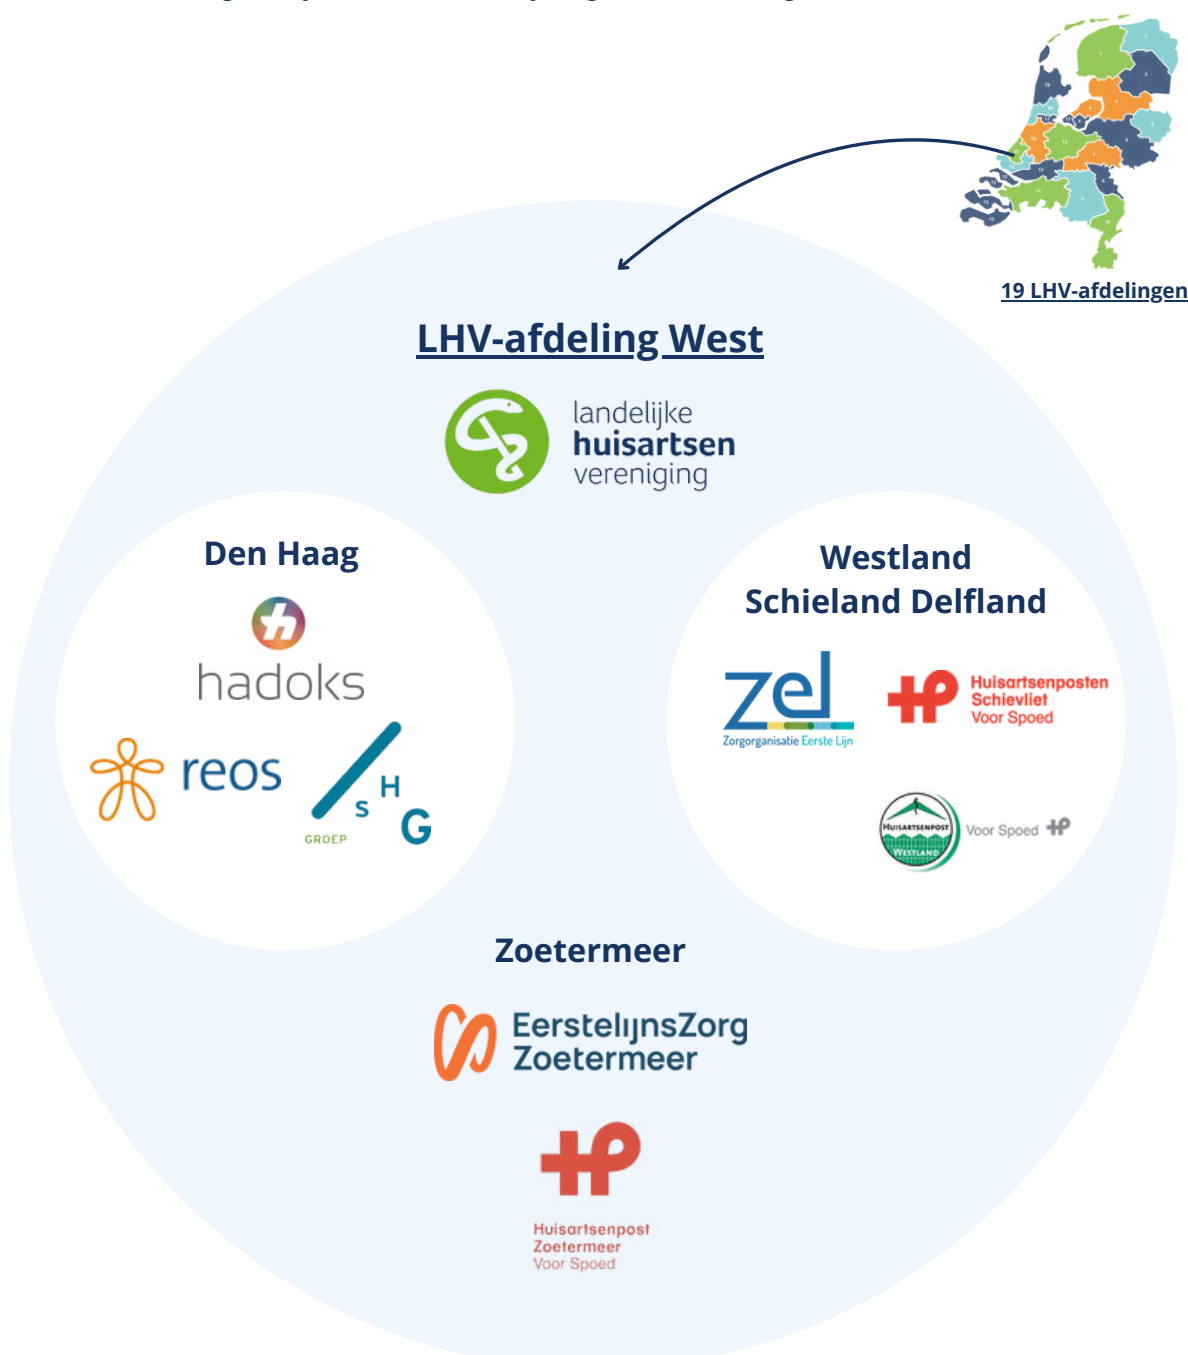 19 LHV-afdelingen
LHV-afdeling West
landelijke
huisartsen
vereniging
Den Haag
hadoks
reos
S H G
GROEP
Westland
Schieland Delfland
zel
Zorgorganisatie Eerste Lijn
Huisartsenposten
Schievliet
Voor Spoed
HUISARTSENPOST
WESTLAND
Voor Spoed
Zoetermeer
EerstelijnsZorg
Zoetermeer
Huisartsenpost
Zoetermeer
Voor Spoed